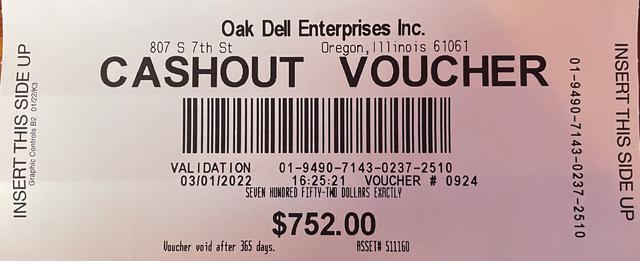 Oak Dell Enterprises Inc.
807 S 7th St Oregon, Illinois 61061
CASHOUT VOUCHER
VALIDATION 01-9490-7143-0237-2510
03/01/2022 16:25:21 VOUCHER # 0924
SEVEN HUNDRED FIFTY-TWO DOLLARS EXACTLY
$752.00
Voucher void after 365 days. ASSET# 511160
INSERT THIS SIDE UP
Graphic Controls B2 01/22/K3
01-9490-7143-0237-2510
INSERT THIS SIDE UP